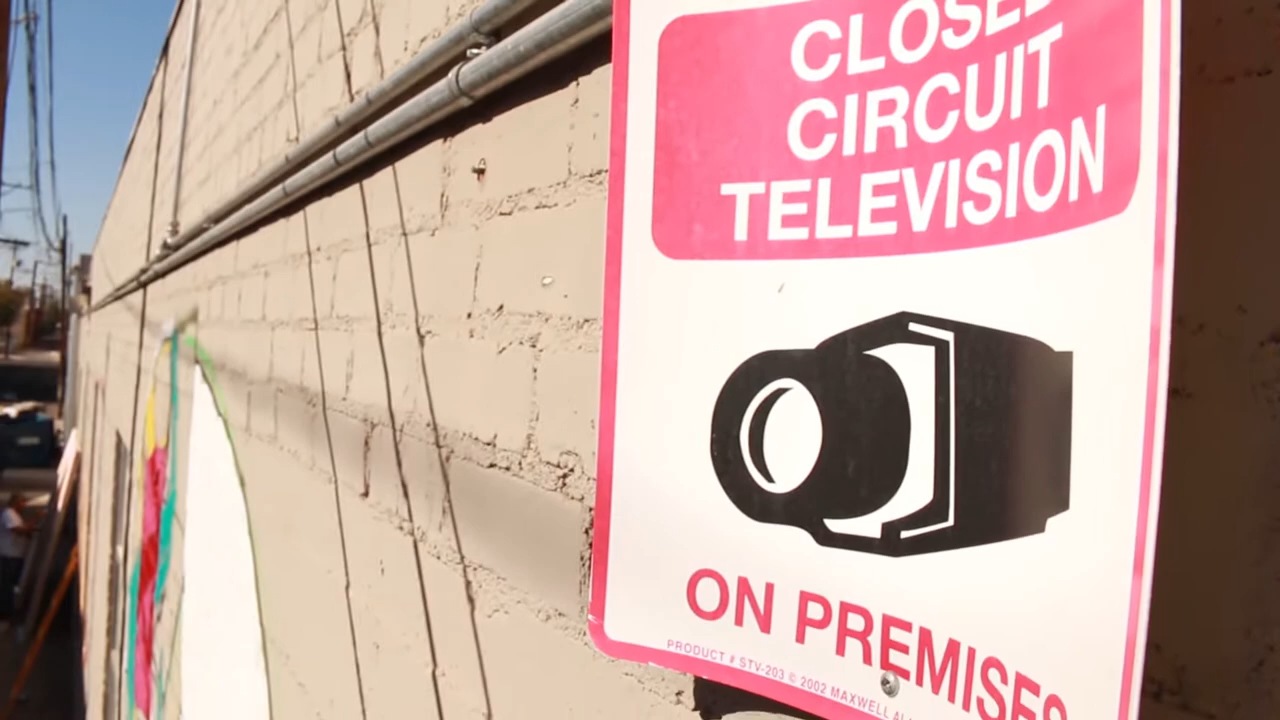 CLOSED
CIRCUIT
TELEVISION
ON PREMISES
PRODUCT # STV-203 © 2002 MAXWELL